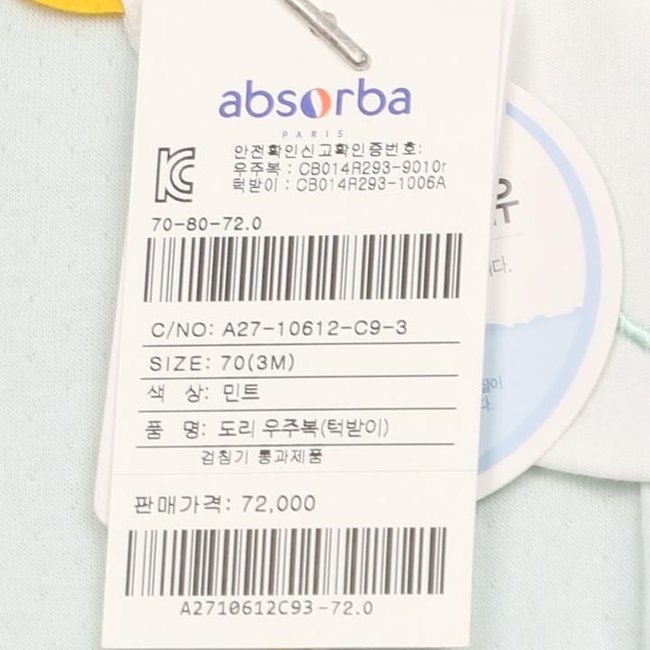 absorba
PARIS
안전확인신고확인증번호:
우주복 : CB014R293-9010r
턱받이 : CB014R293-1006A
70-80-72.0
C/NO: A27-10612-C9-3
SIZE: 70(3M)
색 상: 민트
품 명: 도리 우주복(턱받이)
검침기 통과제품
판매가격: 72,000
A2710612C93-72.0
유
니다.